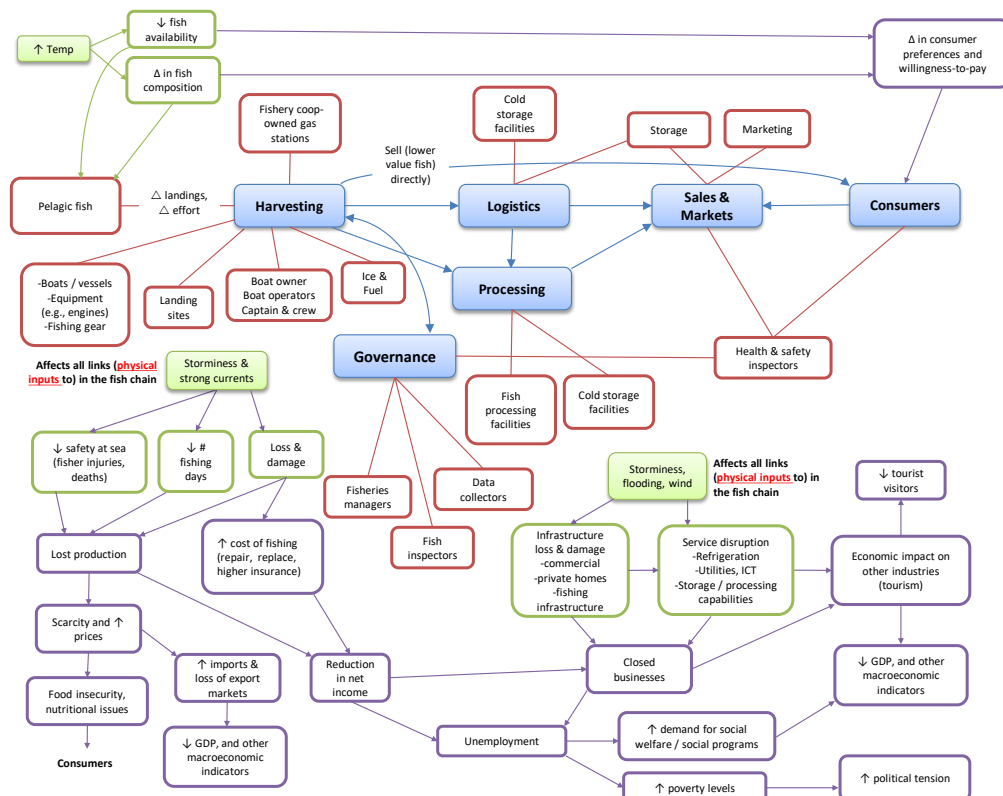 ↓ fish
availability
↑ Temp
Δ in consumer
preferences and
willingness-to-pay
Δ in fish
composition
Fishery coop-
owned gas
stations
Cold
storage
facilities
Storage
Marketing
Sell (lower
value fish
directly)
Pelagic fish
△ landings,
△ effort
Harvesting
Logistics
Sales &
Markets
Consumers
-Boats / vessels
-Equipment
(e.g., engines)
-Fishing gear
Landing
sites
Boat owner
Boat operators
Captain & crew
Ice &
Fuel
Processing
Governance
Health & safety
inspectors
Affects all links (physical
inputs to) in the fish chain
Storminess
& strong currents
Fish
processing
facilities
Cold storage
facilities
↓ safety at sea
(fisher injuries,
deaths)
↓ #
fishing
days
Loss &
damage
Fisheries
managers
Data
collectors
Fish
inspectors
Storminess,
flooding, wind
Affects all links
(physical inputs to) in
the fish chain
↓ tourist
visitors
Lost production
↑ cost of fishing
(repair, replace,
higher insurance)
Infrastructure
loss & damage
-commercial
-private homes
-fishing
infrastructure
Service disruption
-Refrigeration
-Utilities, ICT
-Storage / processing
capabilities
Economic impact on
other industries
(tourism)
Scarcity and ↑
prices
↑ imports &
loss of export
markets
Reduction
in net
income
Closed
businesses
↓ GDP, and other
macroeconomic
indicators
Food insecurity,
nutritional issues
Consumers
↓ GDP, and other
macroeconomic
indicators
Unemployment
↑ demand for social
welfare / social programs
↑ poverty levels
↑ political tension